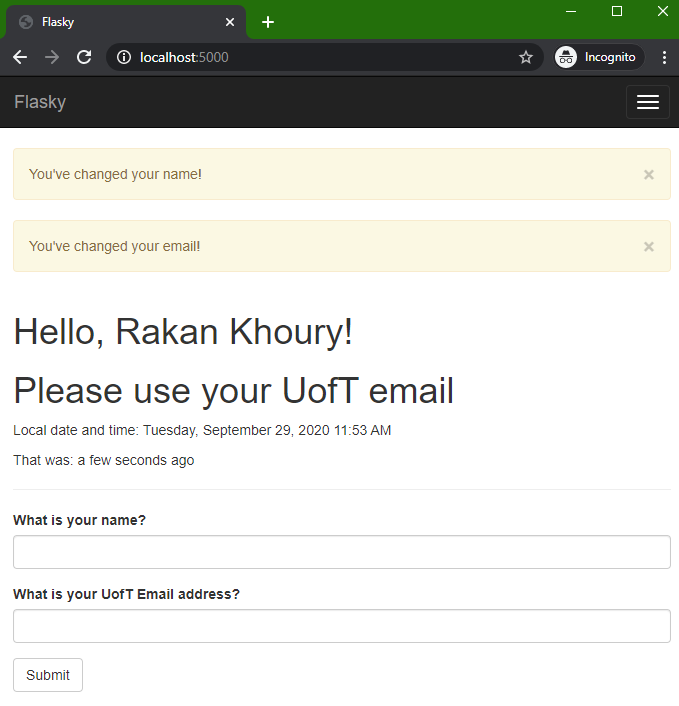 Flasky
localhost:5000
Incognito
Flasky
You've changed your name!
×
You've changed your email!
×
Hello, Rakan Khoury!
Please use your UofT email
Local date and time: Tuesday, September 29, 2020 11:53 AM
That was: a few seconds ago
What is your name?
What is your UofT Email address?
Submit